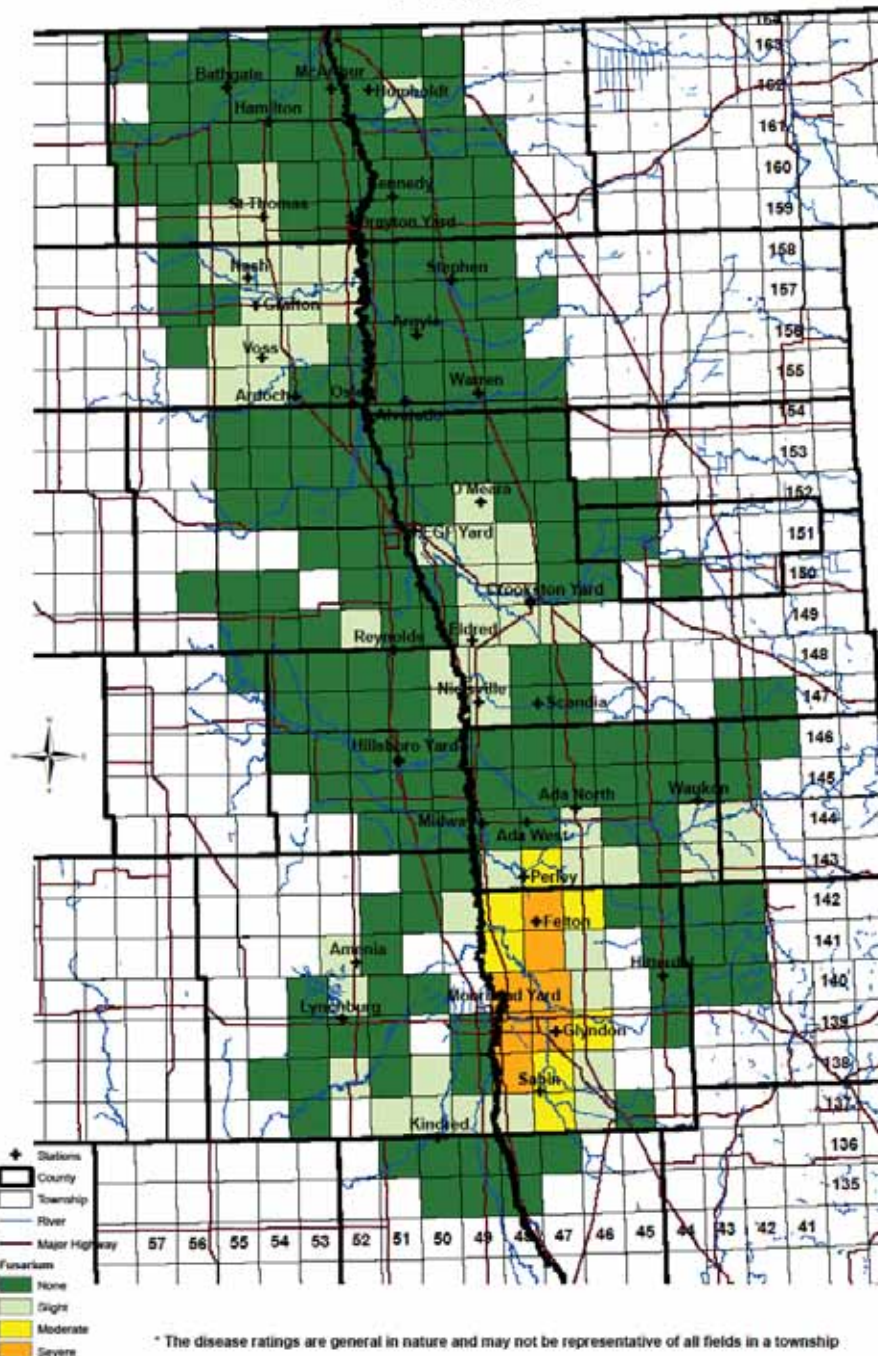 164
163
Bathgate McArthur
162
Humboldt
Hamilton
161
160
Kennedy
St Thomas
159
Drayton Yard
158
Nash Stephen
157
Grafton
Argyle
156
Voss
155
Warren
Ardoch
154
Alvarado
153
152
O'Meara
151
EGF Yard
150
Crookston Yard
149
Eldred
Reynolds
148
Nielsville
147
Scandia
146
Hillsboro Yard
145
Ada North Waukon
Midway 144
Ada West
143
Perley
142
Felton
141
Amenia Hitterdal
140
Moorhead Yard
Lynchburg
139
Glyndon
138
Sabin
137
Kindred
136
135
57 56 55 54 53 52 51 50 49 48 47 46 45 44 43 42 41
Stations
County
Township
River
Major Highway
Fusarium
None
Slight
Moderate
Severe
* The disease ratings are general in nature and may not be representative of all fields in a township